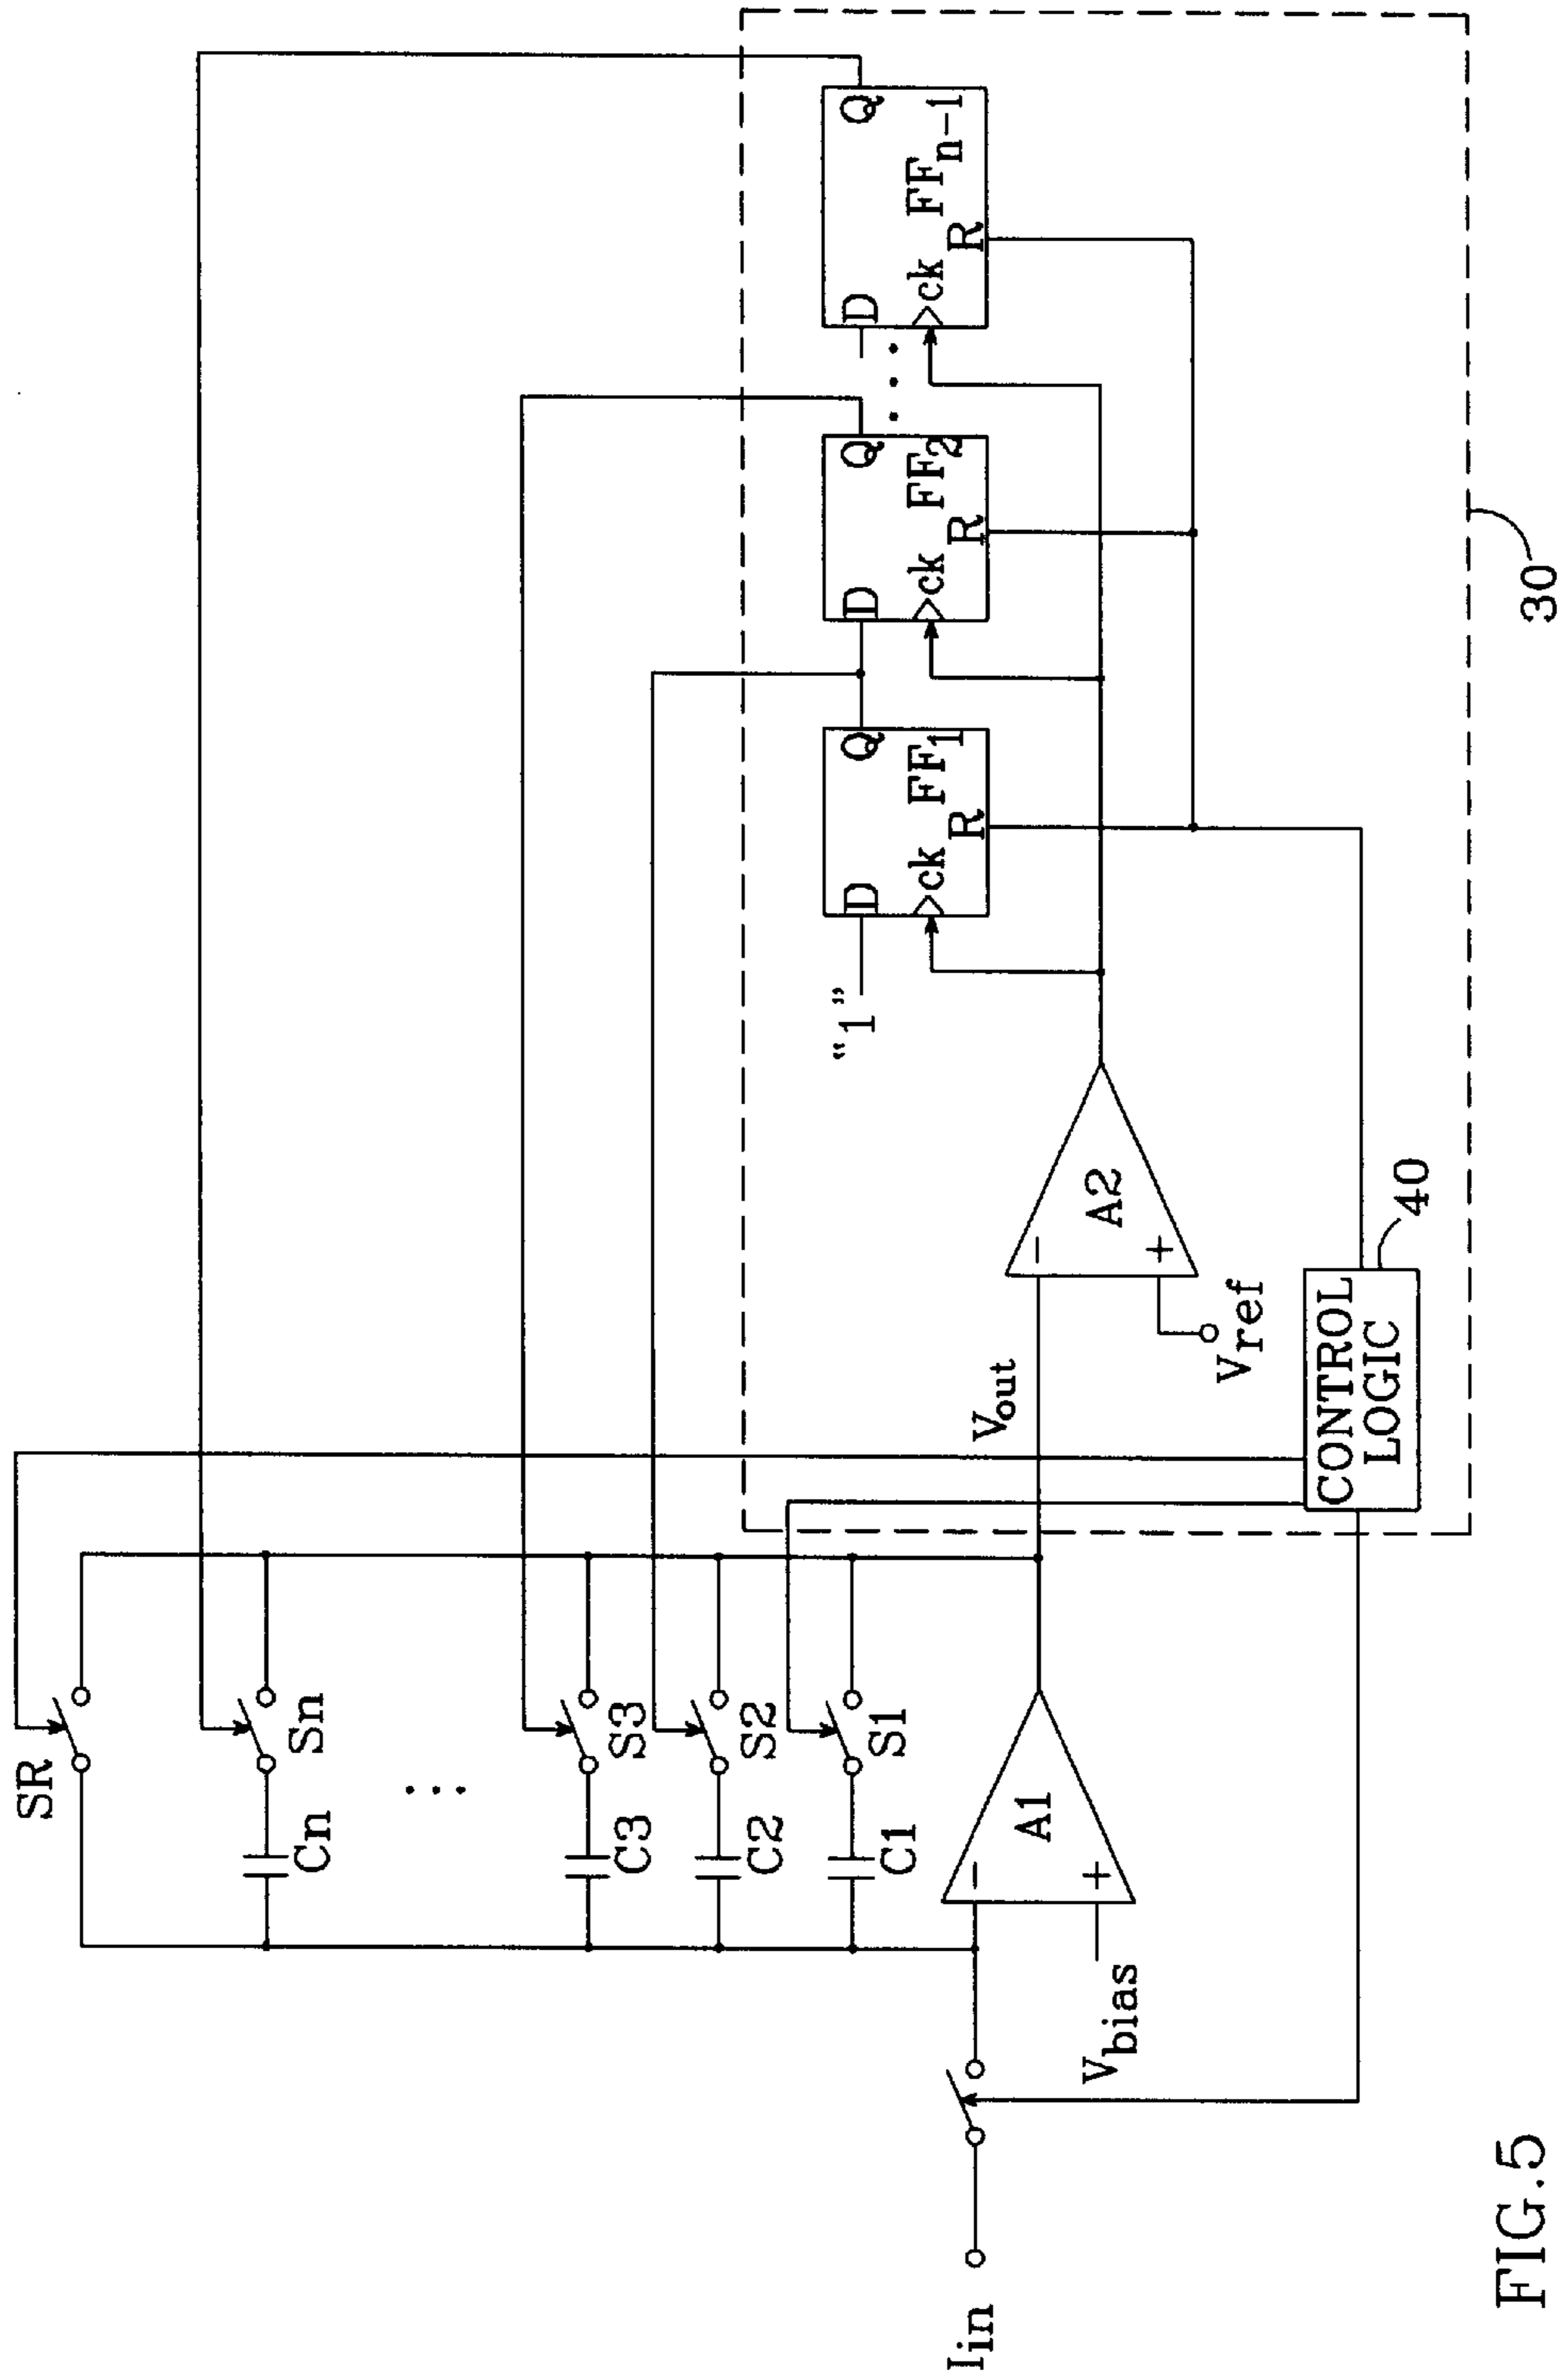 SR
Sn
Cn
S3
C3
S2
C2
S1
C1
A1
−
+
Iin
Vbias
Vout
Vref
A2
−
+
"1"
D
Q
ck
FF1
R
D
Q
ck
FF2
R
D
Q
ck
FFn−1
R
CONTROL
LOGIC
40
30
FIG.5